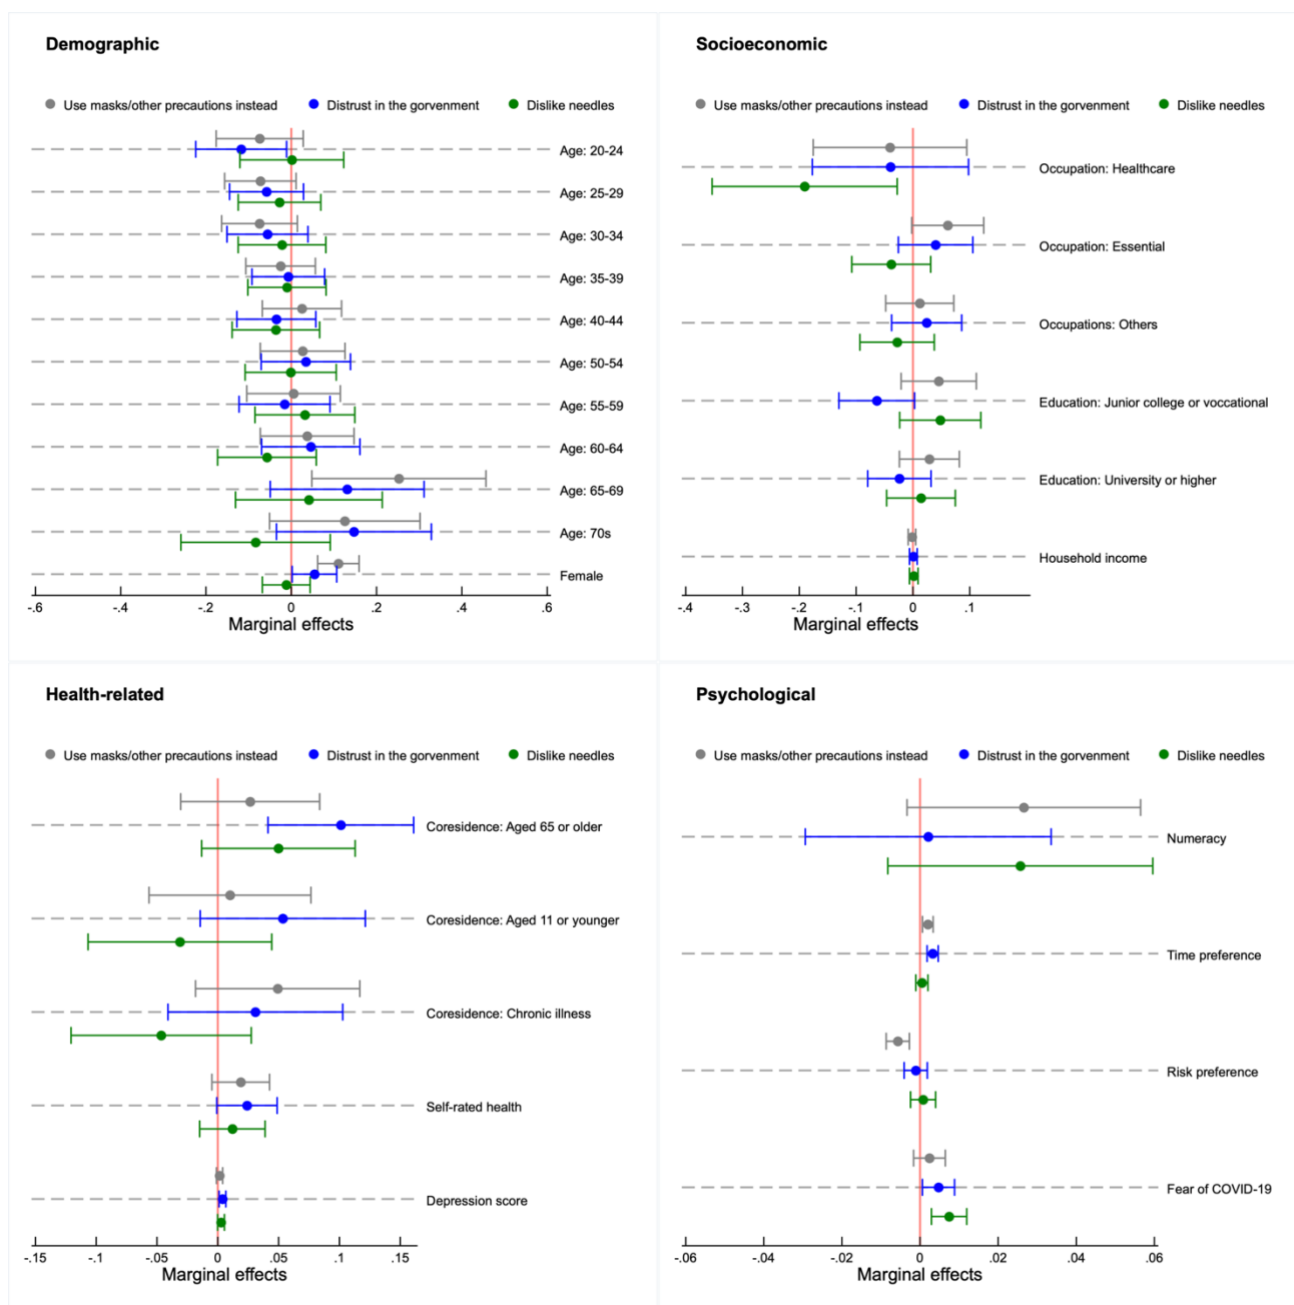 Demographic
Use masks/other precautions instead Distrust in the gorvenment Dislike needles
Age: 20-24
Age: 25-29
Age: 30-34
Age: 35-39
Age: 40-44
Age: 50-54
Age: 55-59
Age: 60-64
Age: 65-69
Age: 70s
Female
-.6 -.4 -.2 0 .2 .4 .6
Marginal effects
Socioeconomic
Use masks/other precautions instead Distrust in the gorvenment Dislike needles
Occupation: Healthcare
Occupation: Essential
Occupations: Others
Education: Junior college or voccational
Education: University or higher
Household income
-.4 -.3 -.2 -.1 0 .1
Marginal effects
Health-related
Use masks/other precautions instead Distrust in the gorvenment Dislike needles
Coresidence: Aged 65 or older
Coresidence: Aged 11 or younger
Coresidence: Chronic illness
Self-rated health
Depression score
-.15 -.1 -.05 0 .05 .1 .15
Marginal effects
Psychological
Use masks/other precautions instead Distrust in the gorvenment Dislike needles
Numeracy
Time preference
Risk preference
Fear of COVID-19
-.06 -.04 -.02 0 .02 .04 .06
Marginal effects